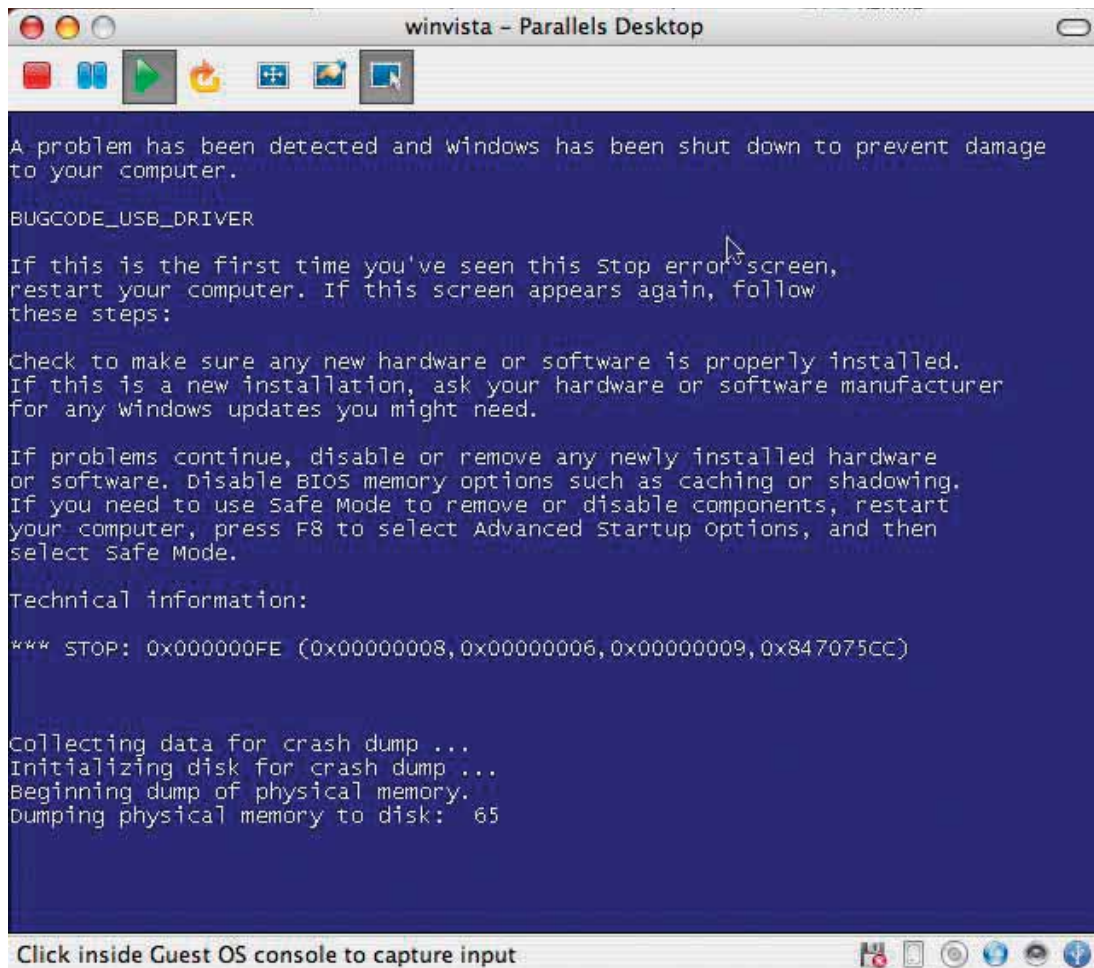 winvista – Parallels Desktop
A problem has been detected and Windows has been shut down to prevent damage
to your computer.
BUGCODE_USB_DRIVER
If this is the first time you've seen this Stop error screen,
restart your computer. If this screen appears again, follow
these steps:
Check to make sure any new hardware or software is properly installed.
If this is a new installation, ask your hardware or software manufacturer
for any Windows updates you might need.
If problems continue, disable or remove any newly installed hardware
or software. Disable BIOS memory options such as caching or shadowing.
If you need to use Safe Mode to remove or disable components, restart
your computer, press F8 to select Advanced Startup Options, and then
select Safe Mode.
Technical information:
*** STOP: 0x000000FE (0x00000008,0x00000006,0x00000009,0x847075CC)
Collecting data for crash dump ...
Initializing disk for crash dump ...
Beginning dump of physical memory.
Dumping physical memory to disk:  65
Click inside Guest OS console to capture input